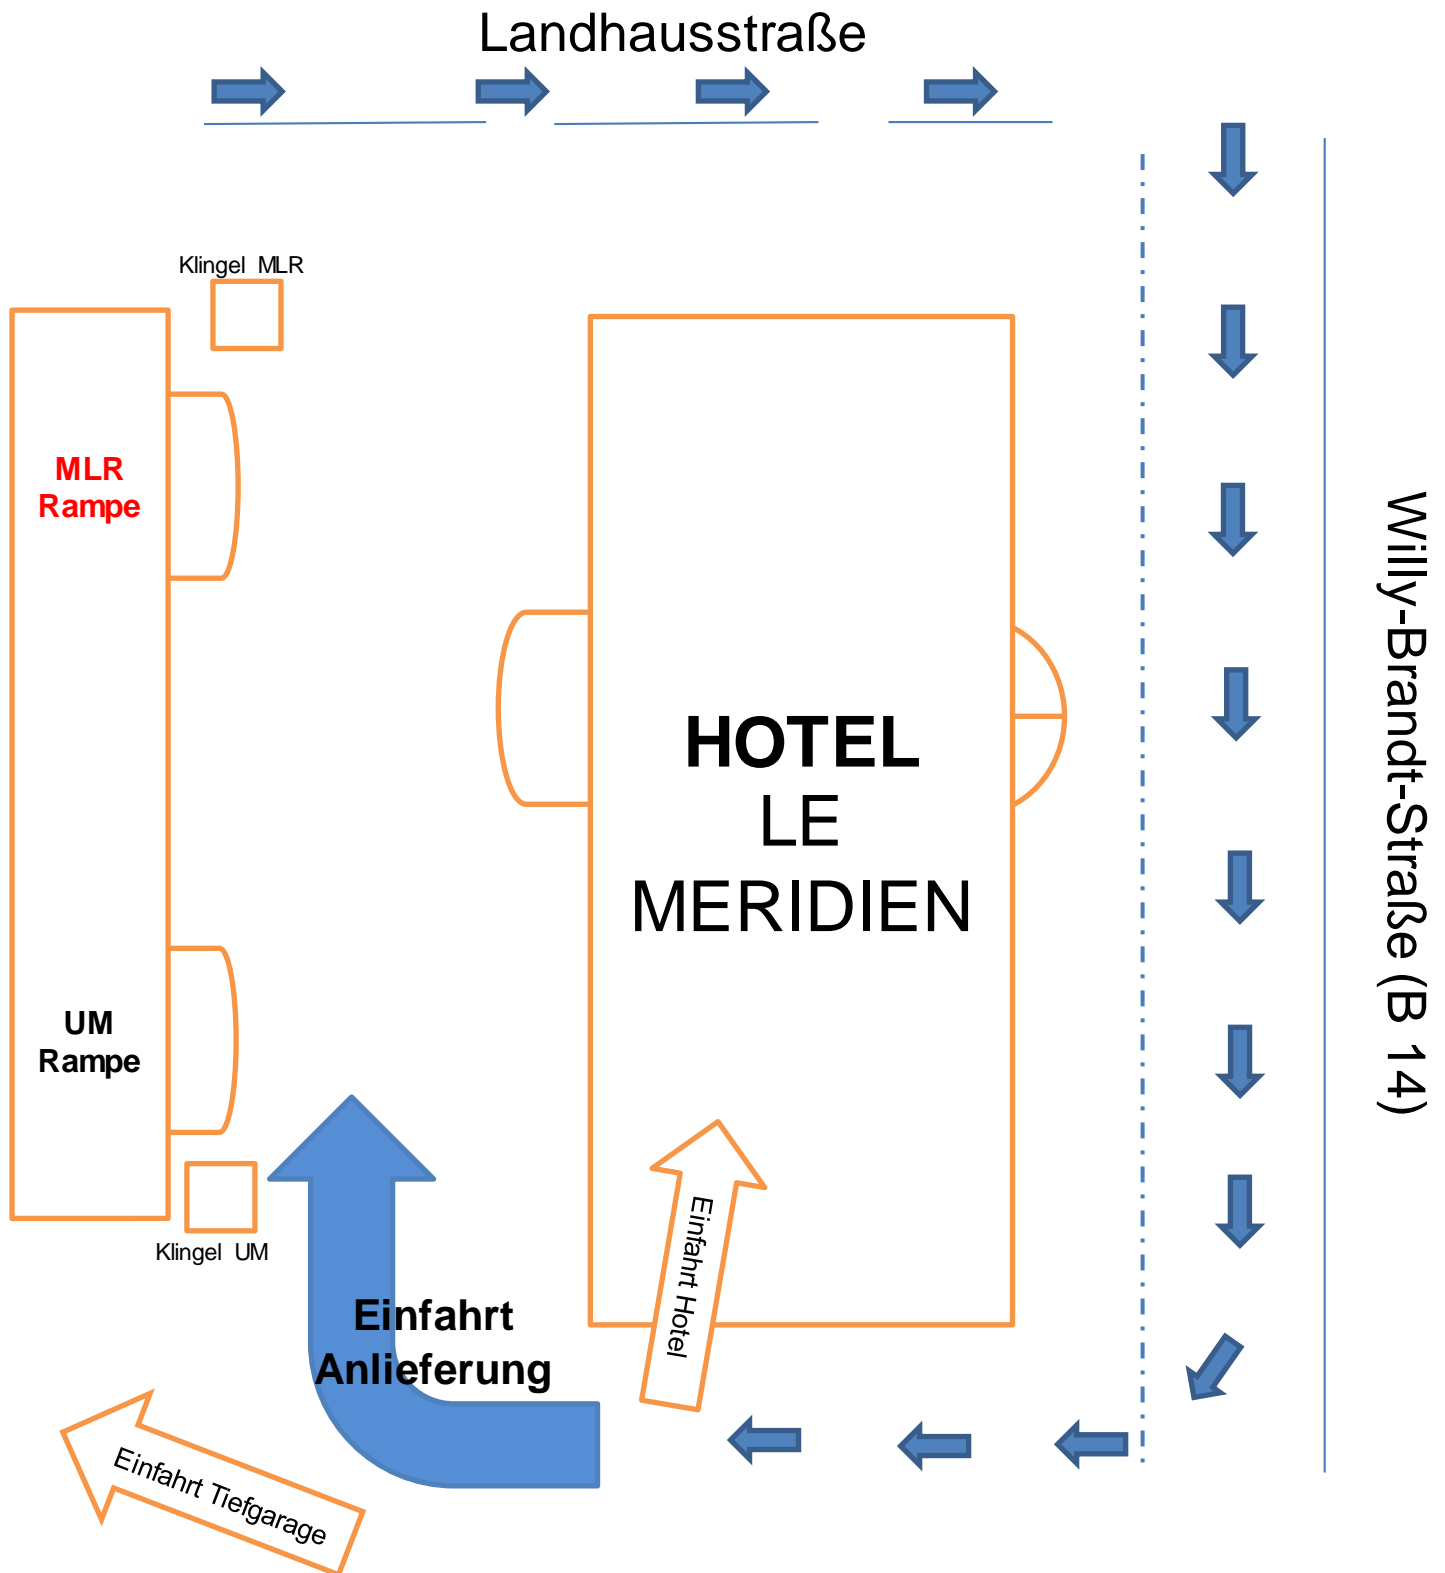 Landhausstraße
Klingel MLR
MLR
Rampe
Willy-Brandt-Straße (B 14)
HOTEL
LE
MERIDIEN
UM
Rampe
Klingel UM
Einfahrt Hotel
Einfahrt
Anlieferung
Einfahrt Tiefgarage